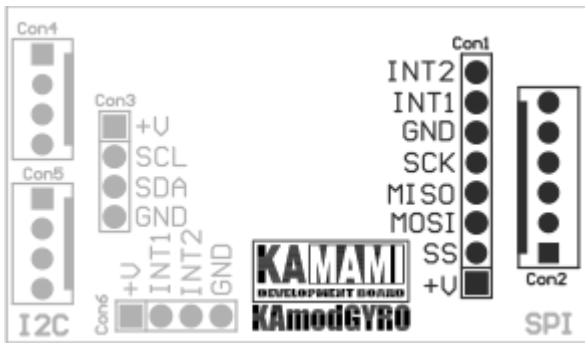 Con4
Con3
+V
SCL
SDA
GND
Con5
I2C
Con6
+V
INT1
INT2
GND
Con1
INT2
INT1
GND
SCK
MISO
MOSI
SS
+V
Con2
SPI
KAMAMI
DEVELOPMENT BOARD
KAmodGYRO